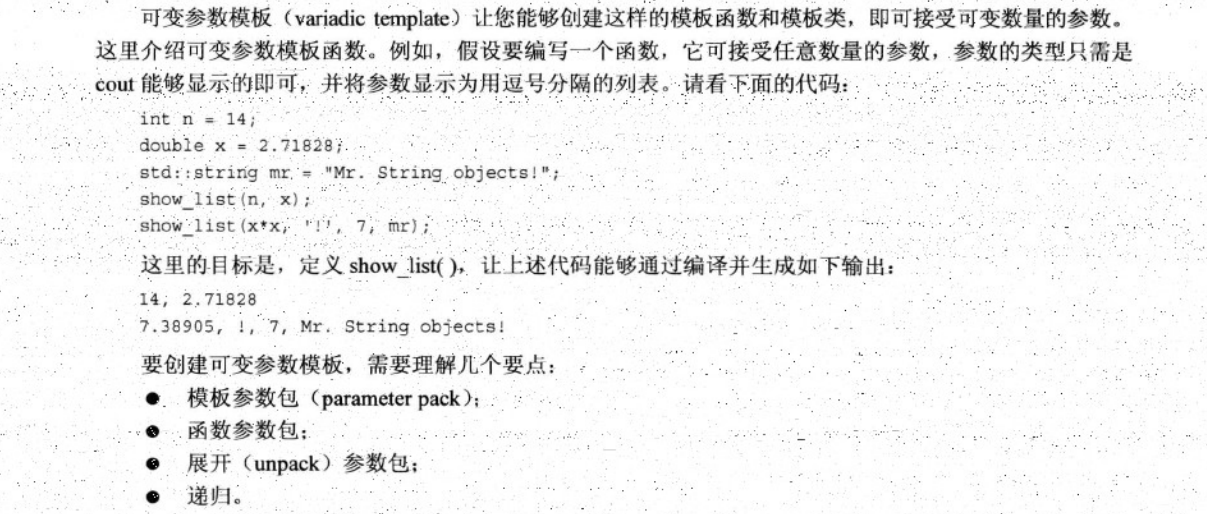 可变参数模板（variadic template）让您能够创建这样的模板函数和模板类，即可接受可变数量的参数。
这里介绍可变参数模板函数。例如，假设要编写一个函数，它可接受任意数量的参数，参数的类型只需是
cout 能够显示的即可，并将参数显示为用逗号分隔的列表。请看下面的代码：
int n = 14;
double x = 2.71828;
std::string mr = "Mr. String objects!";
show_list(n, x);
show_list(x*x, '!', 7, mr);
这里的目标是，定义 show_list( )，让上述代码能够通过编译并生成如下输出：
14, 2.71828
7.38905, !, 7, Mr. String objects!
要创建可变参数模板，需要理解几个要点：
● 模板参数包（parameter pack）；
● 函数参数包；
● 展开（unpack）参数包；
● 递归。